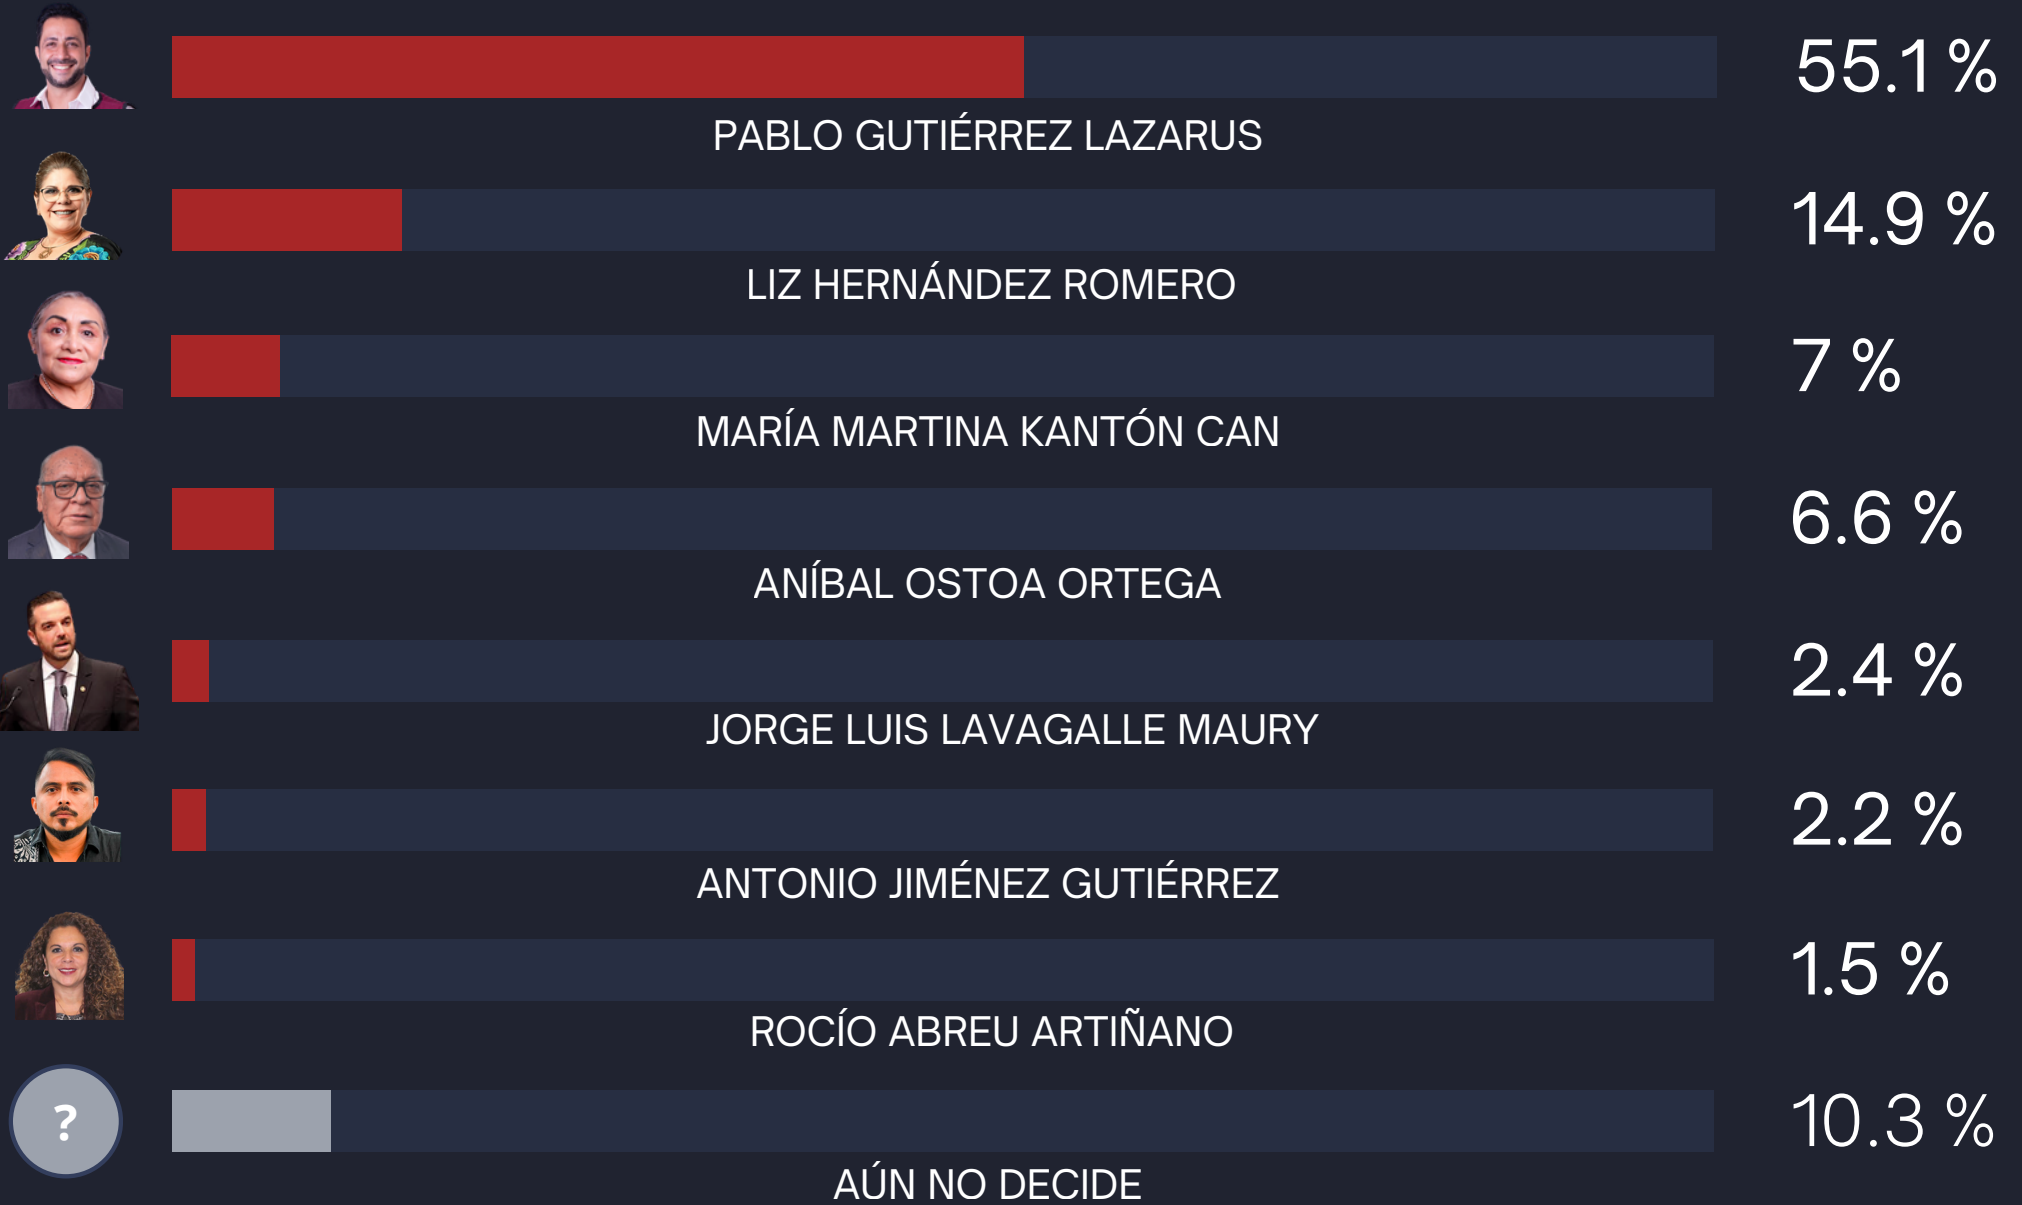 55.1 %
PABLO GUTIÉRREZ LAZARUS
14.9 %
LIZ HERNÁNDEZ ROMERO
7 %
MARÍA MARTINA KANTÓN CAN
6.6 %
ANÍBAL OSTOA ORTEGA
2.4 %
JORGE LUIS LAVAGALLE MAURY
2.2 %
ANTONIO JIMÉNEZ GUTIÉRREZ
1.5 %
ROCÍO ABREU ARTIÑANO
? 10.3 %
AÚN NO DECIDE